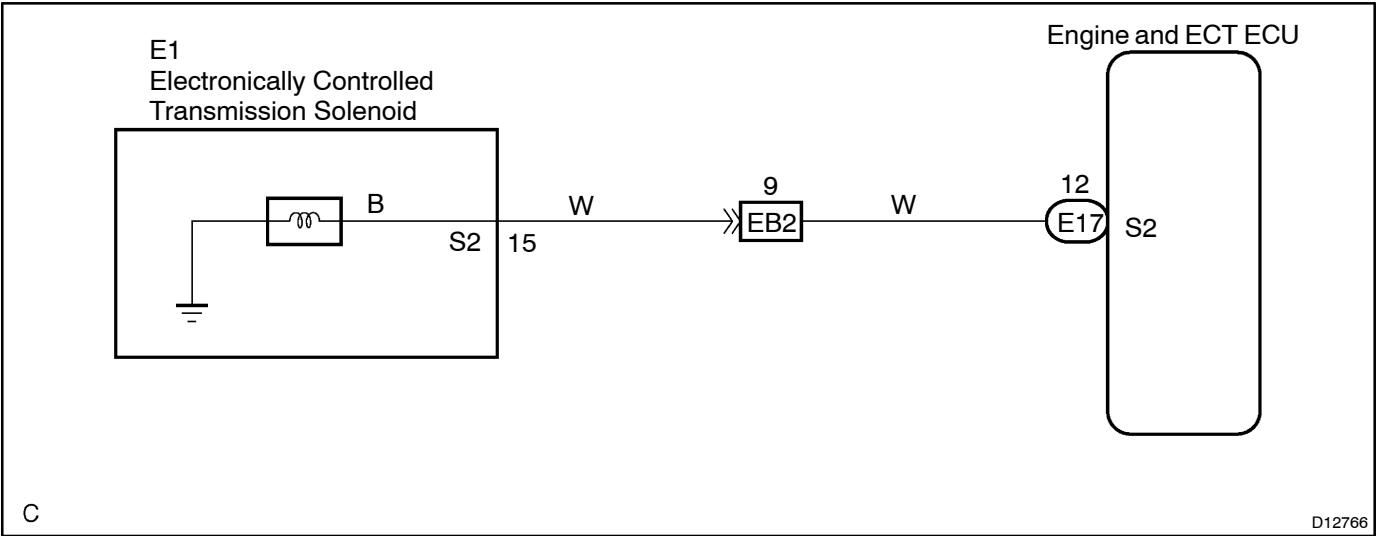 Engine and ECT ECU
E1
Electronically Controlled
Transmission Solenoid
B
W
9
W
12
EB2
E17
S2
S2
15
C
D12766